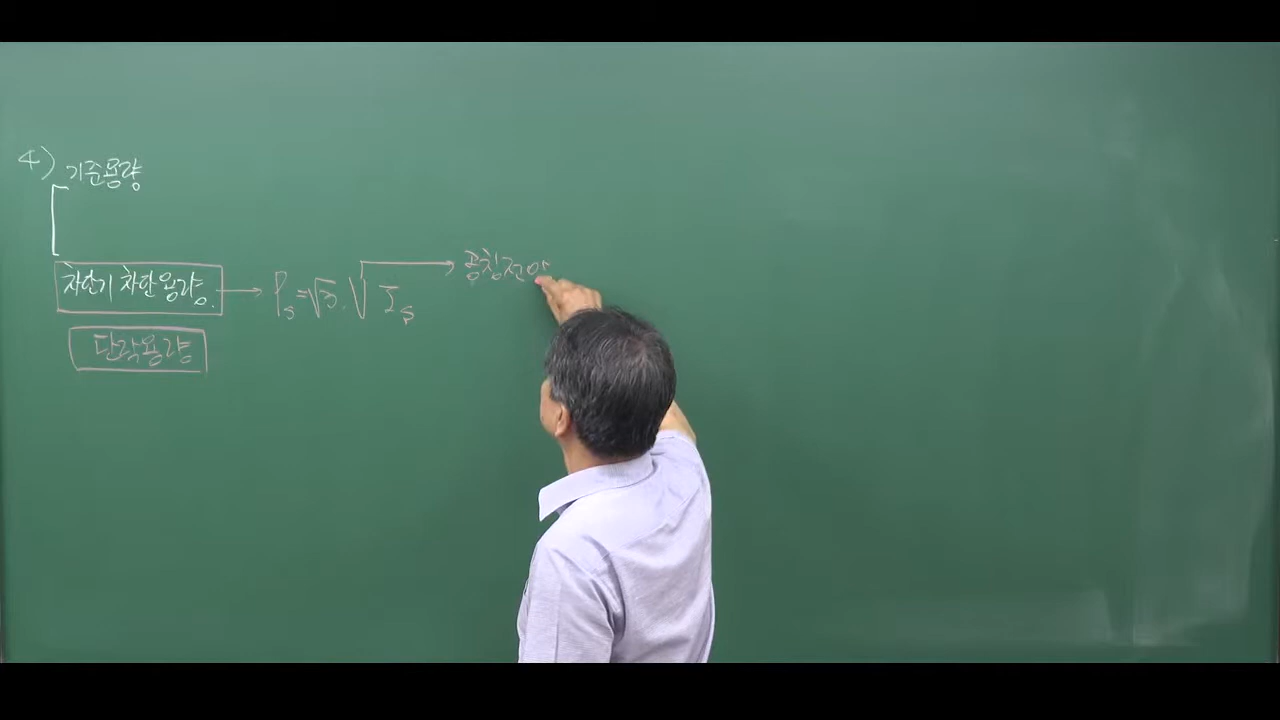 4) 기준용량
차단기 차단용량. → Ps = √3 · V Is → 공칭전압
단락용량